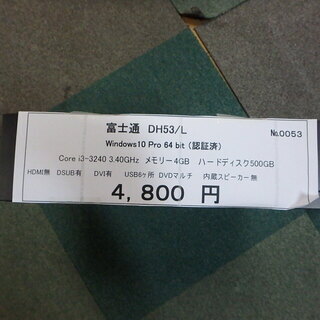 富士通 DH53/L
№0053
Windows10 Pro 64 bit (認証済)
Core i3-3240 3.40GHz メモリー4GB ハードディスク500GB
HDMI無 DSUB有 DVI有 USB6ヶ所 DVDマルチ 内蔵スピーカー無
4,800 円